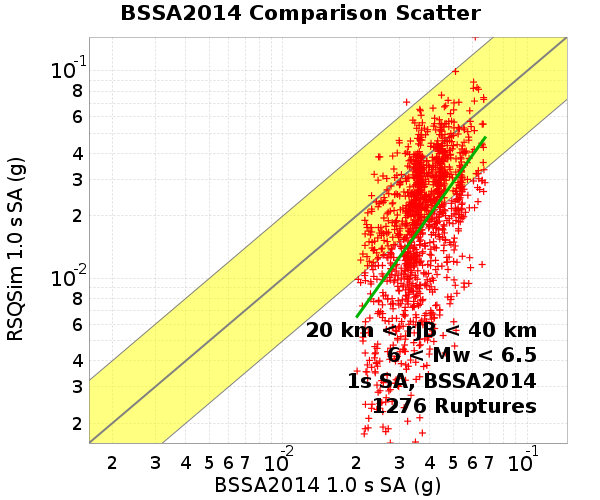 BSSA2014 Comparison Scatter
RSQSim 1.0 s SA (g)
10⁻¹
8
6
4
3
2
10⁻²
8
6
4
3
2
20 km < rJB < 40 km
6 < Mw < 6.5
1s SA, BSSA2014
1276 Ruptures
2 3 4 5 6 7 10⁻² 2 3 4 5 6 7 10⁻¹
BSSA2014 1.0 s SA (g)